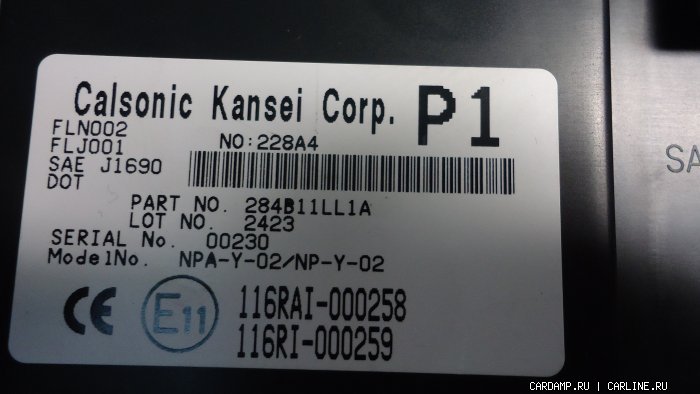 Calsonic Kansei Corp. P1
FLN002
FLJ001 NO:228A4
SAE J1690
DOT
PART NO. 284B11LL1A
LOT NO. 2423
SERIAL No. 00230
ModelNo. NPA-Y-02/NP-Y-02
CE E11 116RAI-000258
116RI-000259
SA
CARDAMP.RU | CARLINE.RU